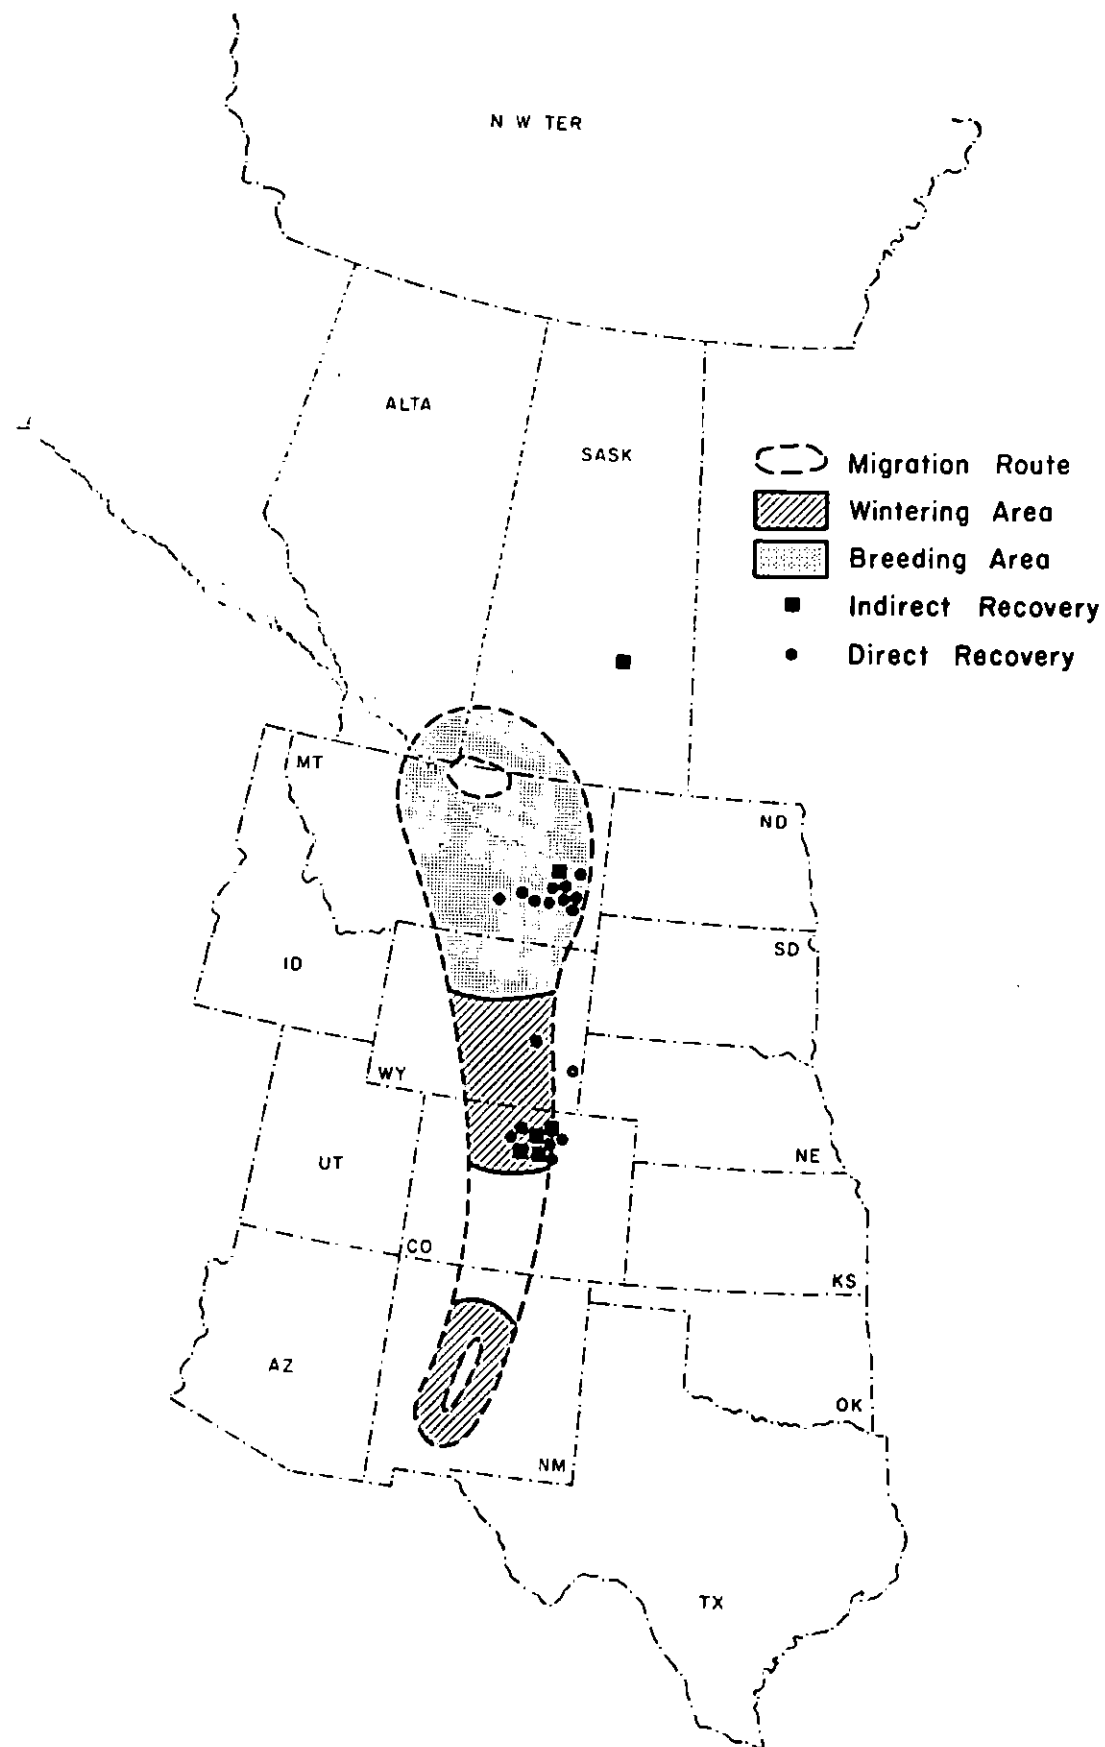 N W TER
ALTA
SASK
Migration Route
Wintering Area
Breeding Area
Indirect Recovery
Direct Recovery
MT
ND
SD
ID
WY
NE
UT
CO
KS
AZ
OK
NM
TX